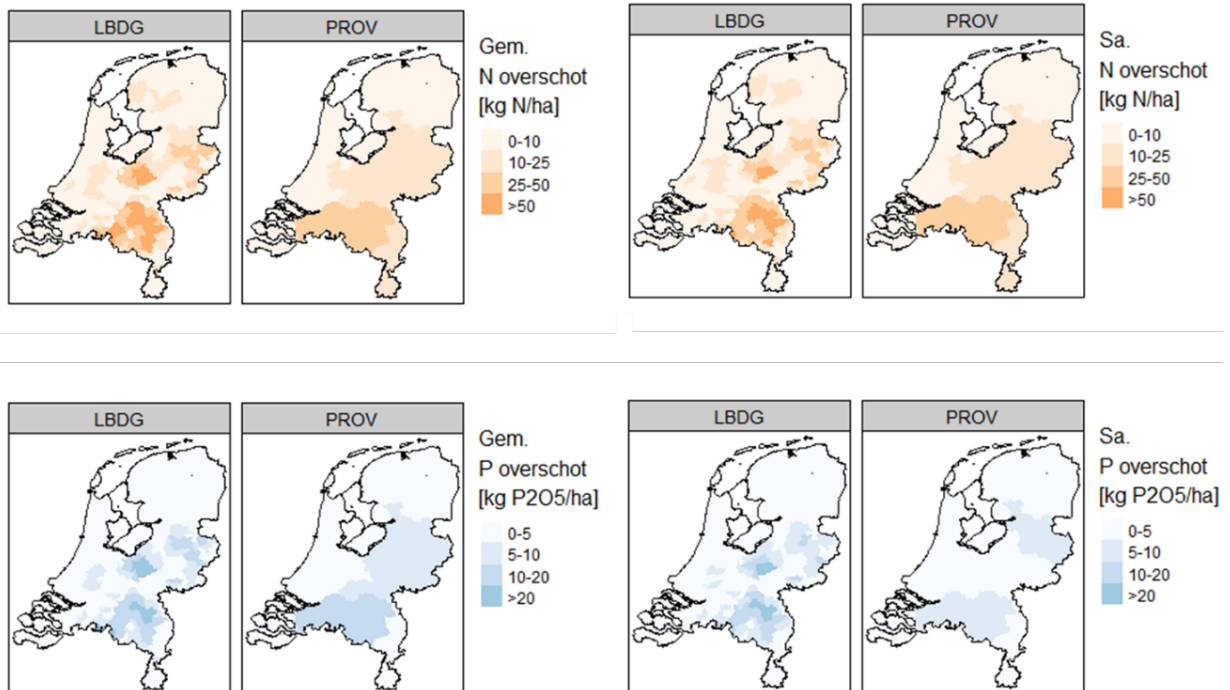 LBDG
PROV
Gem.
N overschot
[kg N/ha]
0-10
10-25
25-50
>50
LBDG
PROV
Sa.
N overschot
[kg N/ha]
0-10
10-25
25-50
>50
LBDG
PROV
Gem.
P overschot
[kg P2O5/ha]
0-5
5-10
10-20
>20
LBDG
PROV
Sa.
P overschot
[kg P2O5/ha]
0-5
5-10
10-20
>20